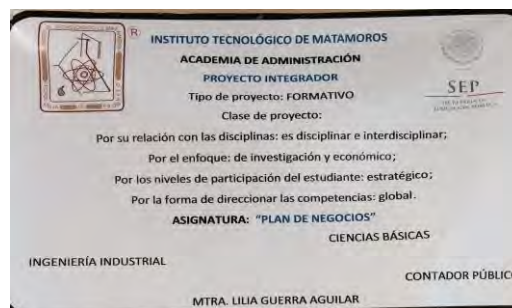 INSTITUTO TECNOLÓGICO DE MATAMOROS
ACADEMIA DE ADMINISTRACIÓN
PROYECTO INTEGRADOR
Tipo de proyecto: FORMATIVO
Clase de proyecto:
SEP
Por su relación con las disciplinas: es disciplinar e interdisciplinar;
Por el enfoque: de investigación y económico;
Por los niveles de participación del estudiante: estratégico;
Por la forma de direccionar las competencias: global.
ASIGNATURA: "PLAN DE NEGOCIOS"
CIENCIAS BÁSICAS
INGENIERÍA INDUSTRIAL
CONTADOR PÚBLICO
MTRA. LILIA GUERRA AGUILAR